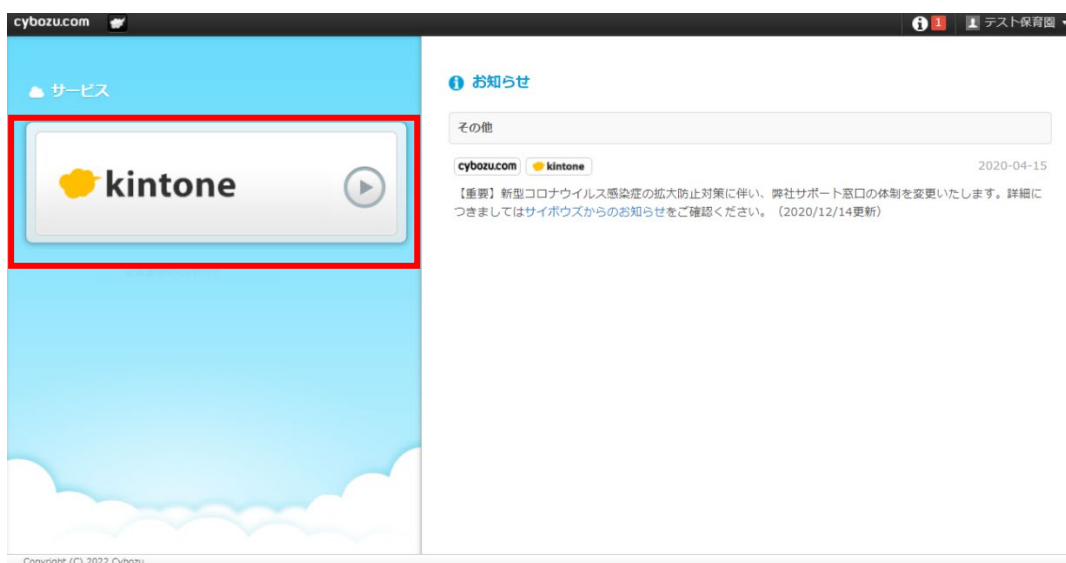 cybozu.com
1
テスト保育園
サービス
kintone
お知らせ
その他
cybozu.com kintone 2020-04-15
【重要】新型コロナウイルス感染症の拡大防止対策に伴い、弊社サポート窓口の体制を変更いたします。詳細に
つきましてはサイボウズからのお知らせをご確認ください。（2020/12/14更新）
Copyright (C) 2022 Cybozu